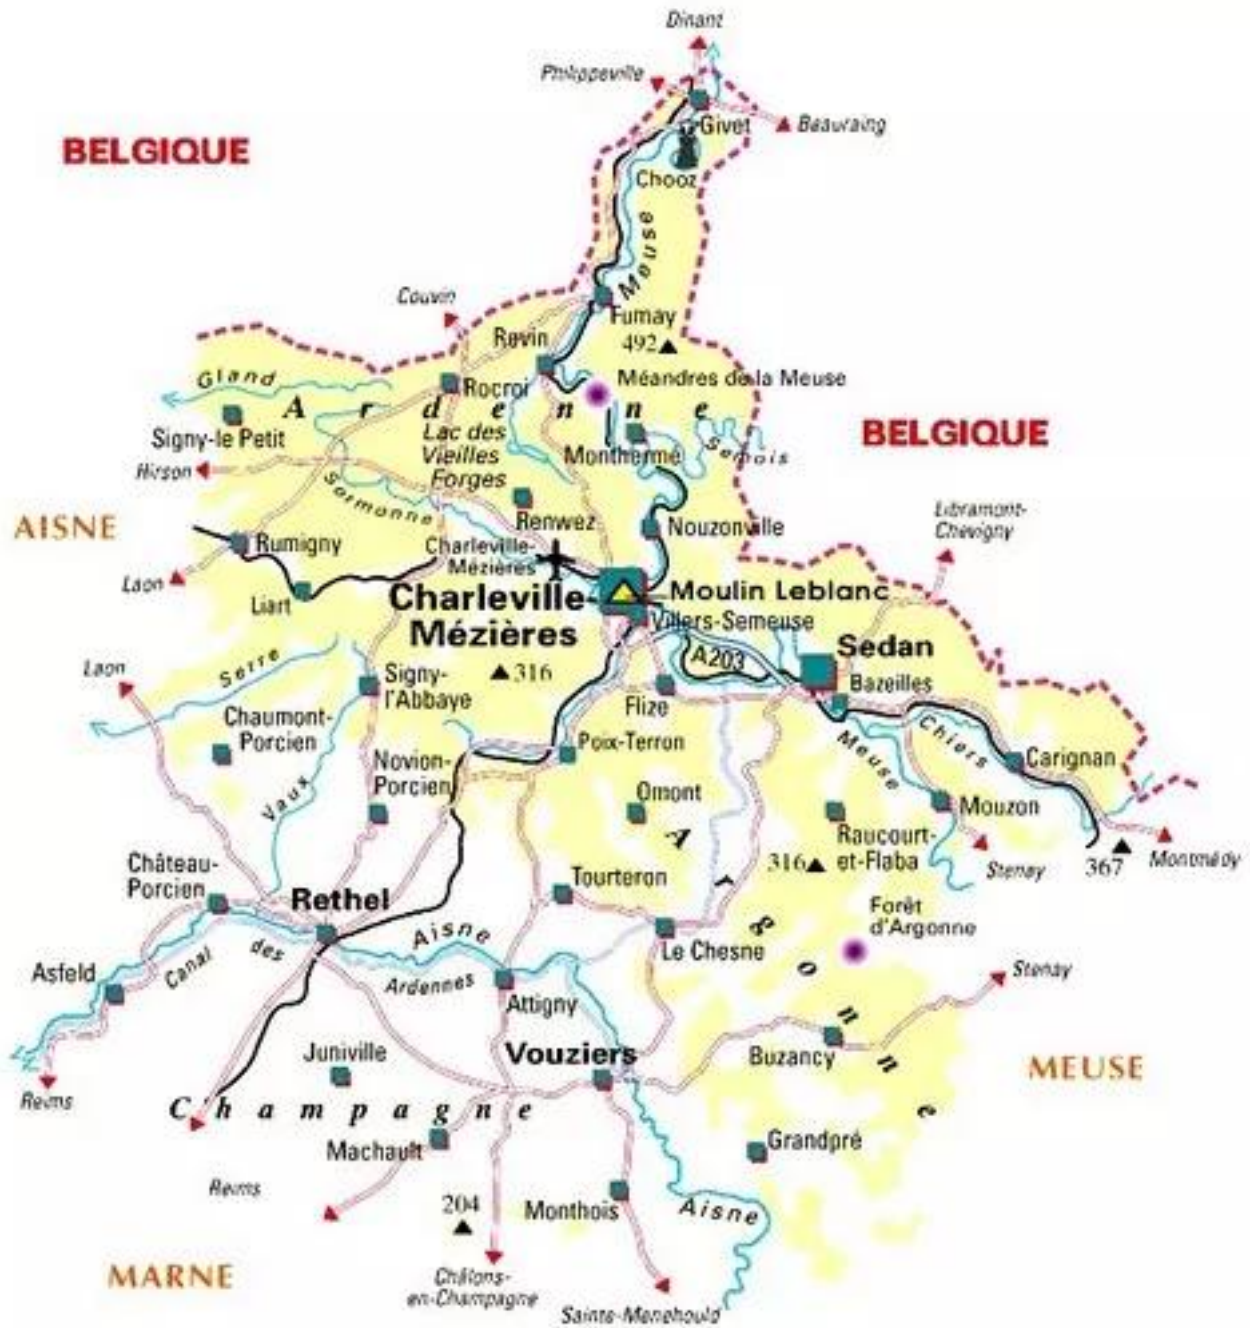 Dinant
Philippeville
Beauraing
Givet
BELGIQUE
Chooz
Meuse
Couvin
Fumay
Revin
492
Méandres de la Meuse
Gland
Rocroi
Ardenne
Signy-le Petit
Lac des
Vieilles
Forges
Monthermé
Semois
BELGIQUE
Hirson
Sormonne
Renwez
Nouzonville
Libramont-
Chevigny
AISNE
Rumigny
Charleville-
Mézières
Laon
Liart
Charleville-
Mézières
Moulin Leblanc
Villers-Semeuse
Sedan
A203
Bazeilles
Laon
Serre
Signy-
l'Abbaye
316
Flize
Chaumont-
Porcien
Poix-Terron
Meuse
Chiers
Carignan
Novion-
Porcien
Vaux
Omont
Mouzon
Raucourt-
et-Flaba
316
Stenay
367
Montmédy
Château-
Porcien
Rethel
Tourteron
Argonne
Forêt
d'Argonne
Le Chesne
Aisne
Canal des Ardennes
Asfeld
Attigny
Stenay
Reims
Juniville
Vouziers
Buzancy
MEUSE
Champagne
Machault
Grandpré
Reims
204
Monthois
Aisne
MARNE
Châlons-
en-Champagne
Sainte-Menehould